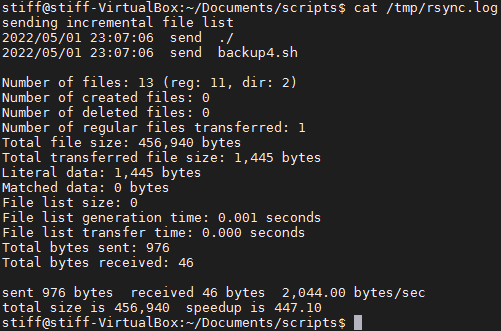 stiff@stiff-VirtualBox:~/Documents/scripts$ cat /tmp/rsync.log
sending incremental file list
2022/05/01 23:07:06  send  ./
2022/05/01 23:07:06  send  backup4.sh

Number of files: 13 (reg: 11, dir: 2)
Number of created files: 0
Number of deleted files: 0
Number of regular files transferred: 1
Total file size: 456,940 bytes
Total transferred file size: 1,445 bytes
Literal data: 1,445 bytes
Matched data: 0 bytes
File list size: 0
File list generation time: 0.001 seconds
File list transfer time: 0.000 seconds
Total bytes sent: 976
Total bytes received: 46

sent 976 bytes  received 46 bytes  2,044.00 bytes/sec
total size is 456,940  speedup is 447.10
stiff@stiff-VirtualBox:~/Documents/scripts$